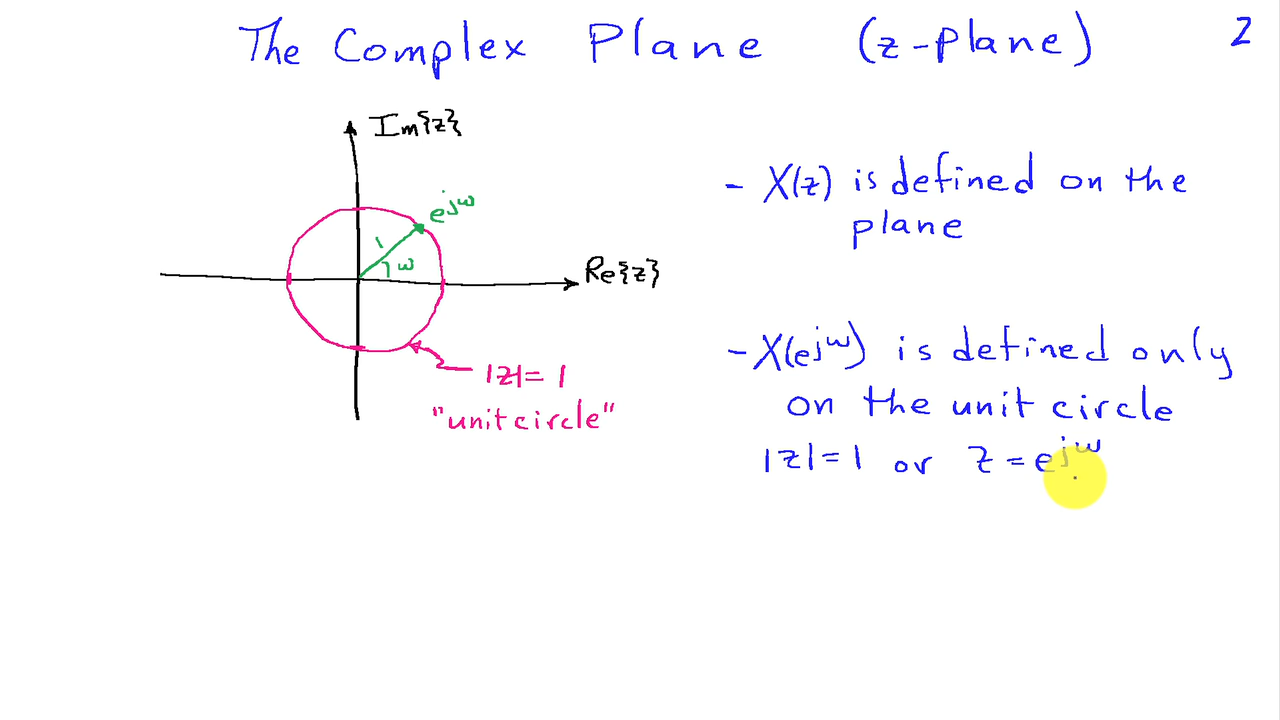 The Complex Plane (z-plane) 2
Im{z}
e^jω
1
ω
Re{z}
|z| = 1
"unit circle"
- X(z) is defined on the
plane
- X(e^jω) is defined only
on the unit circle
|z| = 1 or z = e^jω